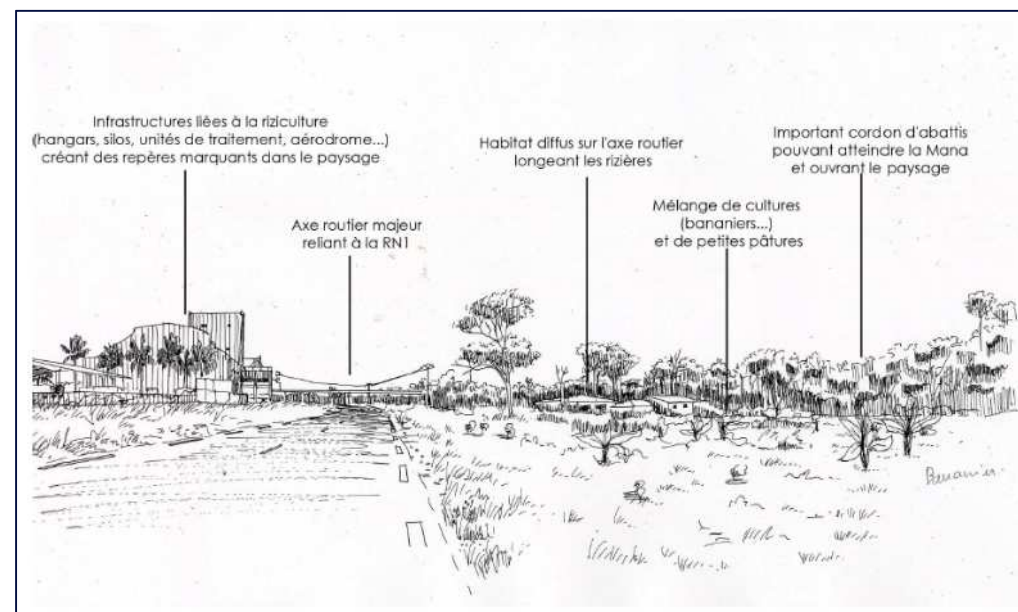 Infrastructures liées à la riziculture
(hangars, silos, unités de traitement, aérodrome...)
créant des repères marquants dans le paysage
Axe routier majeur
reliant à la RN1
Habitat diffus sur l'axe routier
longeant les rizières
Mélange de cultures
(bananiers...)
et de petites pâtures
Important cordon d'abattis
pouvant atteindre la Mana
et ouvrant le paysage
Bananier